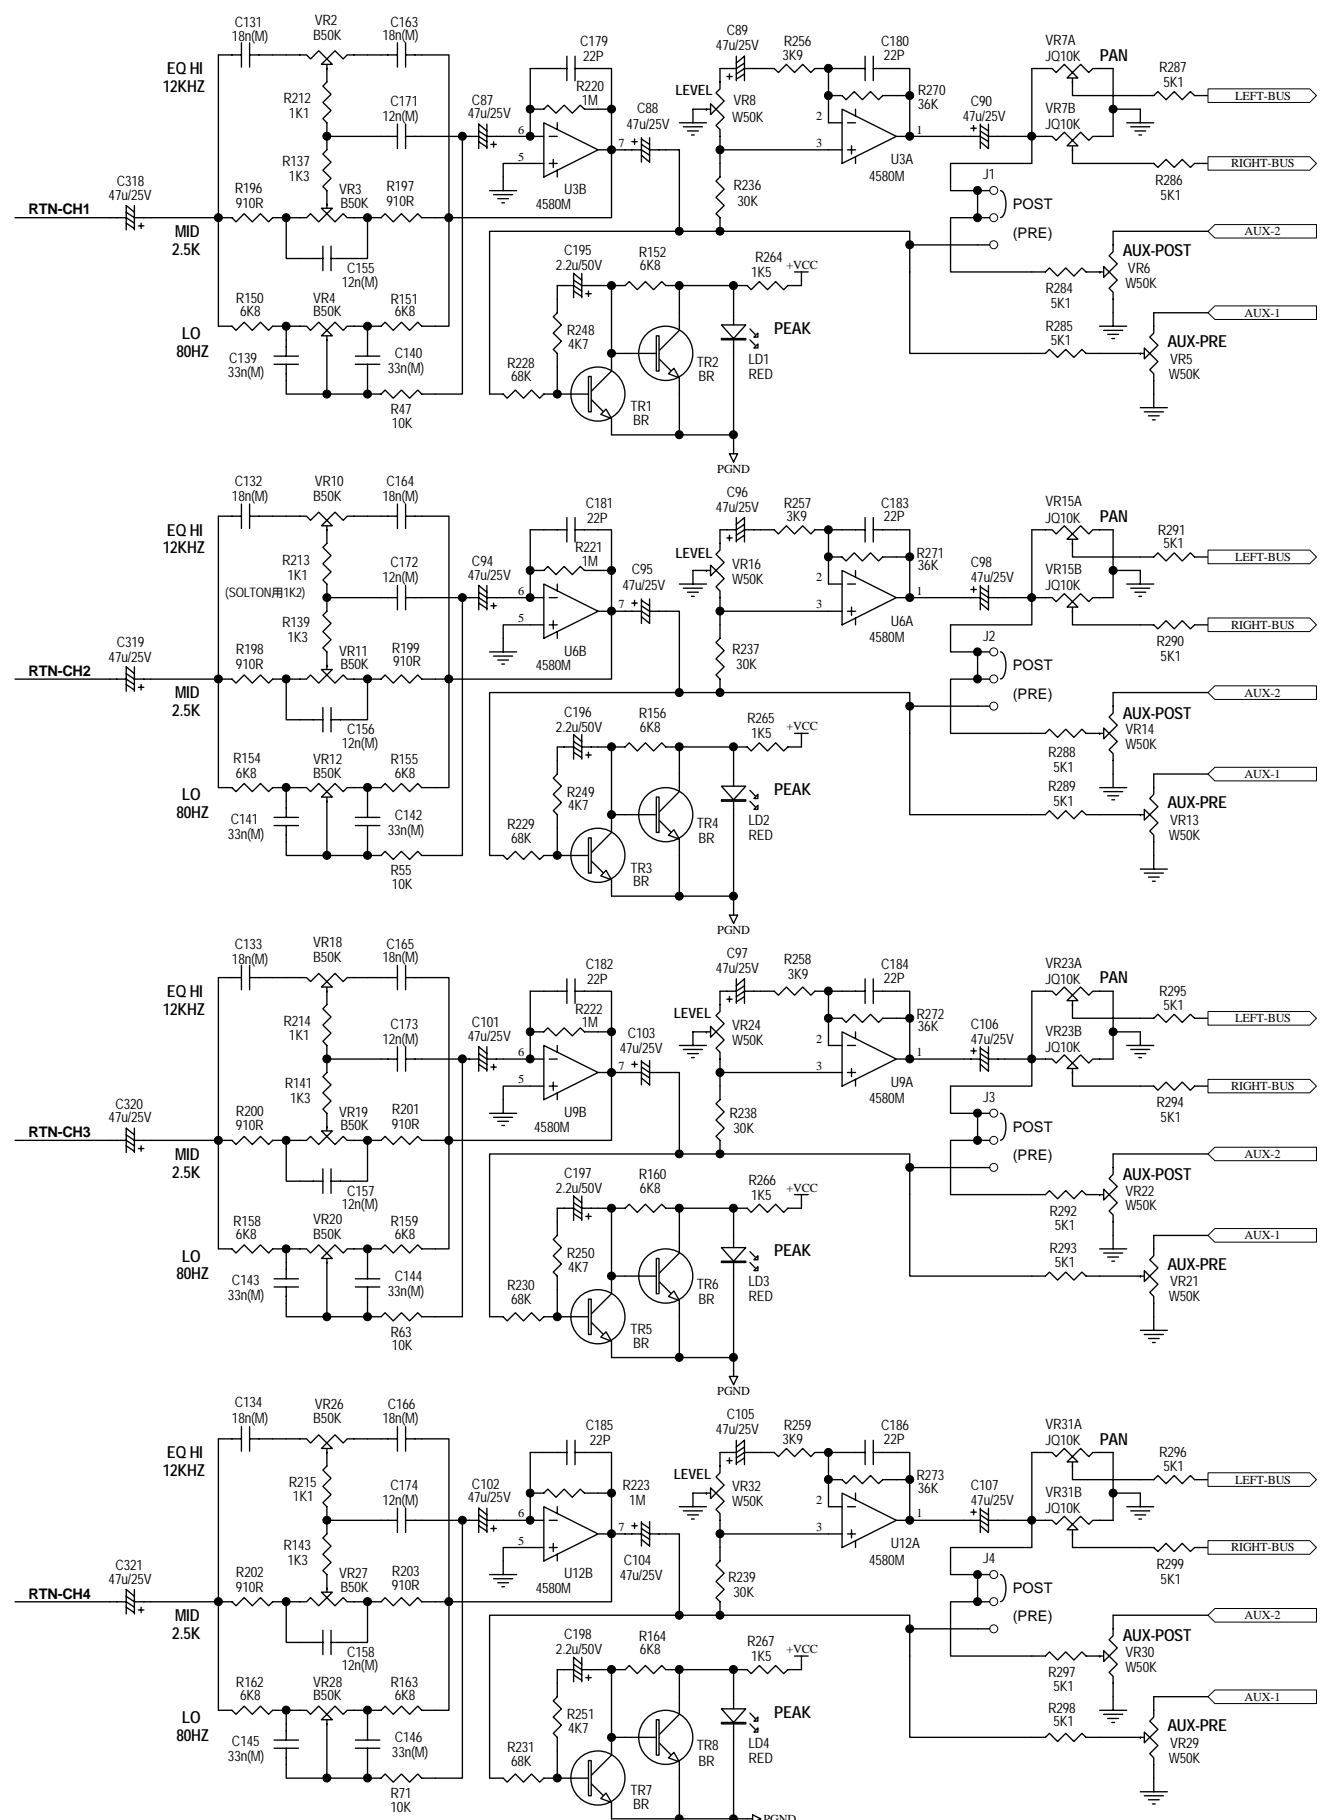 C131
18n(M)
VR2
B50K
C163
18n(M)
EQ HI
12KHZ
R212
1K1
C171
12n(M)
R137
1K3
C318
47u/25V
RTN-CH1
R196
910R
VR3
B50K
R197
910R
MID
2.5K
C155
12n(M)
R150
6K8
VR4
B50K
R151
6K8
LO
80HZ
C139
33n(M)
C140
33n(M)
R47
10K
C87
47u/25V
C179
22P
R220
1M
6
5
7
U3B
4580M
C88
47u/25V
C89
47u/25V
R256
3K9
C180
22P
LEVEL
VR8
W50K
R270
36K
2
3
1
U3A
4580M
R236
30K
C90
47u/25V
VR7A
JQ10K
PAN
VR7B
JQ10K
R287
5K1
LEFT-BUS
R286
5K1
RIGHT-BUS
J1
POST
(PRE)
AUX-2
AUX-POST
VR6
W50K
R284
5K1
AUX-1
R285
5K1
AUX-PRE
VR5
W50K
C195
2.2u/50V
R152
6K8
R264
1K5
+VCC
R248
4K7
R228
68K
TR1
BR
TR2
BR
PEAK
LD1
RED
PGND
C132
18n(M)
VR10
B50K
C164
18n(M)
EQ HI
12KHZ
R213
1K1
(SOLTON用1K2)
C172
12n(M)
R139
1K3
C319
47u/25V
RTN-CH2
R198
910R
VR11
B50K
R199
910R
MID
2.5K
C156
12n(M)
R154
6K8
VR12
B50K
R155
6K8
LO
80HZ
C141
33n(M)
C142
33n(M)
R55
10K
C94
47u/25V
C181
22P
R221
1M
6
5
7
U6B
4580M
C95
47u/25V
C96
47u/25V
R257
3K9
C183
22P
LEVEL
VR16
W50K
R271
36K
2
3
1
U6A
4580M
R237
30K
C98
47u/25V
VR15A
JQ10K
PAN
VR15B
JQ10K
R291
5K1
LEFT-BUS
R290
5K1
RIGHT-BUS
J2
POST
(PRE)
AUX-2
AUX-POST
VR14
W50K
R288
5K1
AUX-1
R289
5K1
AUX-PRE
VR13
W50K
C196
2.2u/50V
R156
6K8
R265
1K5
+VCC
R249
4K7
R229
68K
TR3
BR
TR4
BR
PEAK
LD2
RED
PGND
C133
18n(M)
VR18
B50K
C165
18n(M)
EQ HI
12KHZ
R214
1K1
C173
12n(M)
R141
1K3
C320
47u/25V
RTN-CH3
R200
910R
VR19
B50K
R201
910R
MID
2.5K
C157
12n(M)
R158
6K8
VR20
B50K
R159
6K8
LO
80HZ
C143
33n(M)
C144
33n(M)
R63
10K
C101
47u/25V
C182
22P
R222
1M
6
5
7
U9B
4580M
C103
47u/25V
C97
47u/25V
R258
3K9
C184
22P
LEVEL
VR24
W50K
R272
36K
2
3
1
U9A
4580M
R238
30K
C106
47u/25V
VR23A
JQ10K
PAN
VR23B
JQ10K
R295
5K1
LEFT-BUS
R294
5K1
RIGHT-BUS
J3
POST
(PRE)
AUX-2
AUX-POST
VR22
W50K
R292
5K1
AUX-1
R293
5K1
AUX-PRE
VR21
W50K
C197
2.2u/50V
R160
6K8
R266
1K5
+VCC
R250
4K7
R230
68K
TR5
BR
TR6
BR
PEAK
LD3
RED
PGND
C134
18n(M)
VR26
B50K
C166
18n(M)
EQ HI
12KHZ
R215
1K1
C174
12n(M)
R143
1K3
C321
47u/25V
RTN-CH4
R202
910R
VR27
B50K
R203
910R
MID
2.5K
C158
12n(M)
R162
6K8
VR28
B50K
R163
6K8
LO
80HZ
C145
33n(M)
C146
33n(M)
R71
10K
C102
47u/25V
C185
22P
R223
1M
6
5
7
U12B
4580M
C104
47u/25V
C105
47u/25V
R259
3K9
C186
22P
LEVEL
VR32
W50K
R273
36K
2
3
1
U12A
4580M
R239
30K
C107
47u/25V
VR31A
JQ10K
PAN
VR31B
JQ10K
R296
5K1
LEFT-BUS
R299
5K1
RIGHT-BUS
J4
POST
(PRE)
AUX-2
AUX-POST
VR30
W50K
R297
5K1
AUX-1
R298
5K1
AUX-PRE
VR29
W50K
C198
2.2u/50V
R164
6K8
R267
1K5
+VCC
R251
4K7
R231
68K
TR7
BR
TR8
BR
PEAK
LD4
RED
PGND